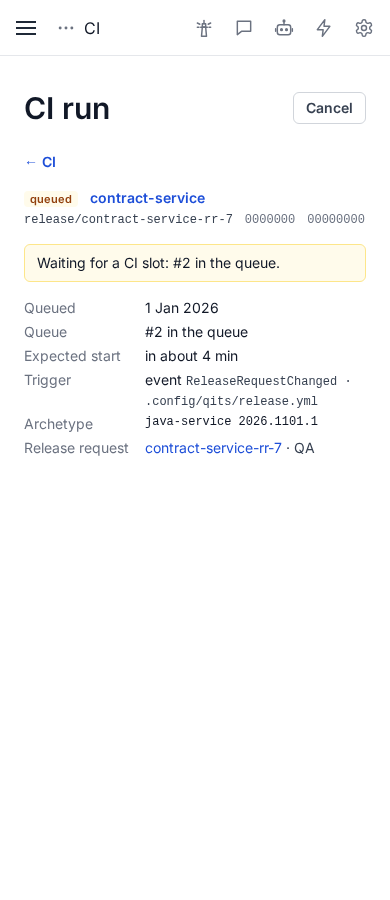 ··· CI
CI run
Cancel
← CI
queued contract-service
release/contract-service-rr-7 0000000 00000000
Waiting for a CI slot: #2 in the queue.
Queued 1 Jan 2026
Queue #2 in the queue
Expected start in about 4 min
Trigger event ReleaseRequestChanged ·
.config/qits/release.yml
Archetype java-service 2026.1101.1
Release request contract-service-rr-7 · QA